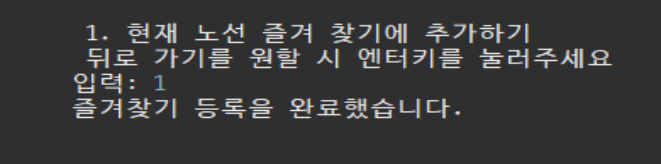 1. 현재 노선 즐겨 찾기에 추가하기
뒤로 가기를 원할 시 엔터키를 눌러주세요
입력: 1
즐겨찾기 등록을 완료했습니다.